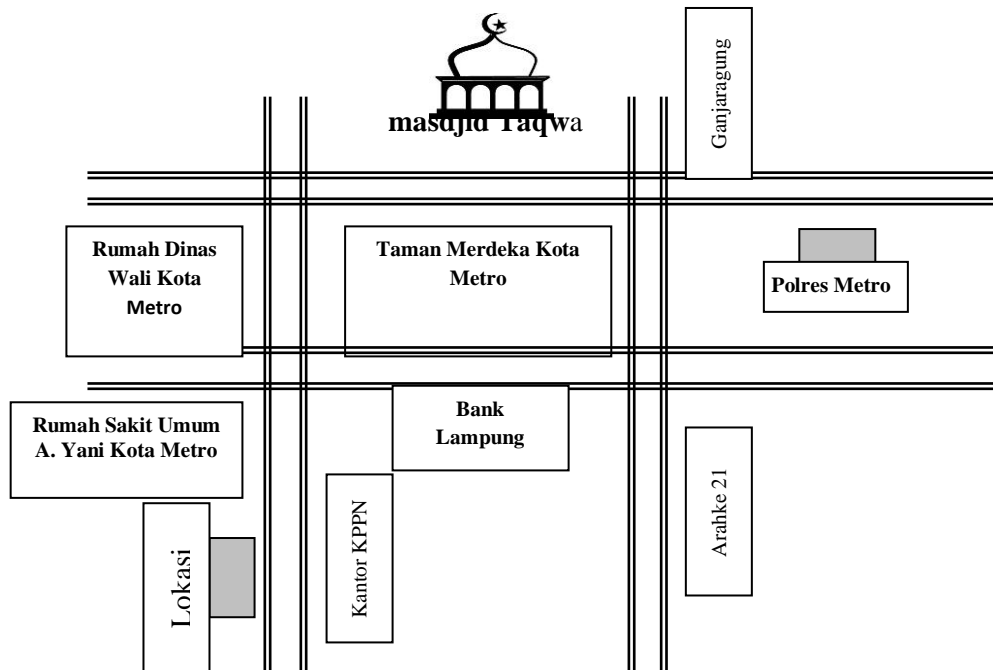 masdjid Taqwa
Ganjaragung
Rumah Dinas
Wali Kota
Metro
Taman Merdeka Kota
Metro
Polres Metro
Rumah Sakit Umum
A. Yani Kota Metro
Bank
Lampung
Lokasi
Kantor KPPN
Arahke 21